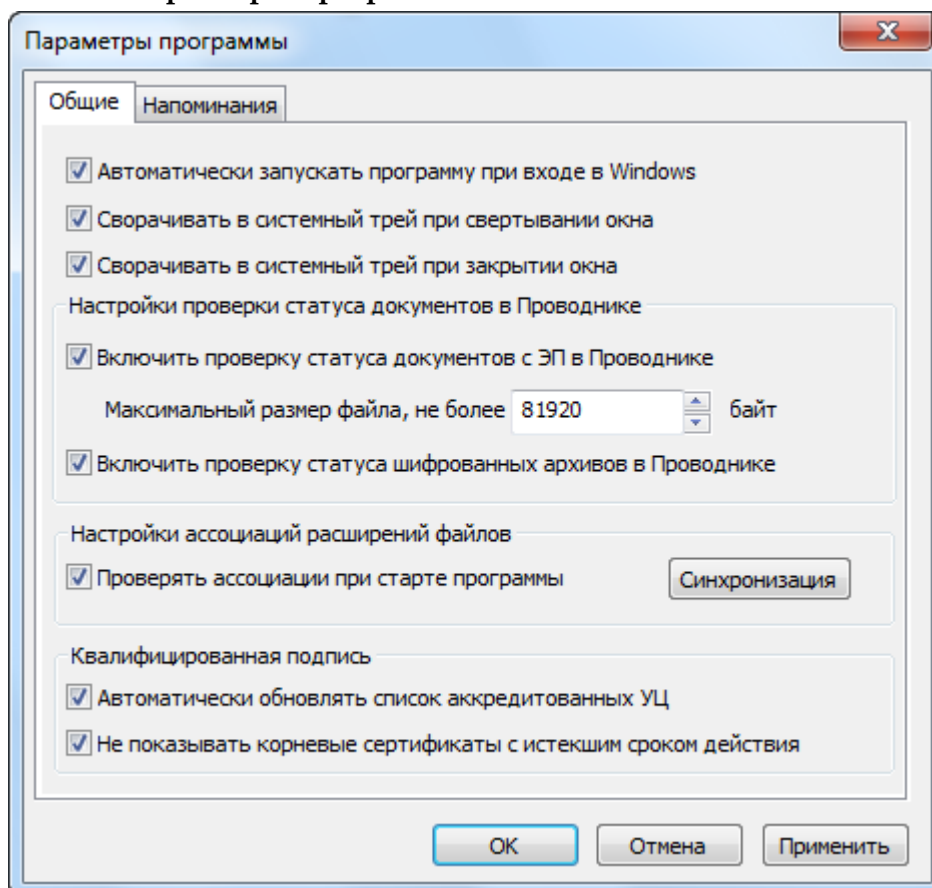 Параметры программы
Общие Напоминания
Автоматически запускать программу при входе в Windows
Сворачивать в системный трей при свертывании окна
Сворачивать в системный трей при закрытии окна
Настройки проверки статуса документов в Проводнике
Включить проверку статуса документов с ЭП в Проводнике
Максимальный размер файла, не более 81920 байт
Включить проверку статуса шифрованных архивов в Проводнике
Настройки ассоциаций расширений файлов
Проверять ассоциации при старте программы Синхронизация
Квалифицированная подпись
Автоматически обновлять список аккредитованных УЦ
Не показывать корневые сертификаты с истекшим сроком действия
OK Отмена Применить